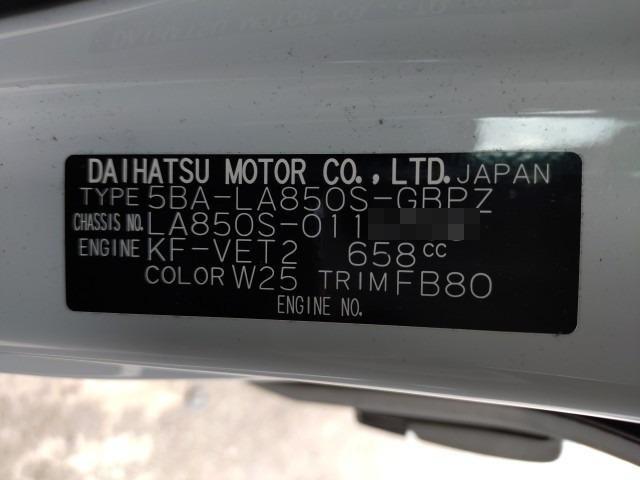 DAIHATSU MOTOR CO., LTD. JAPAN
TYPE 5BA-LA850S-GBPZ
CHASSIS NO. LA850S-011
ENGINE KF-VET2 658cc
COLOR W25 TRIM FB80
ENGINE NO.